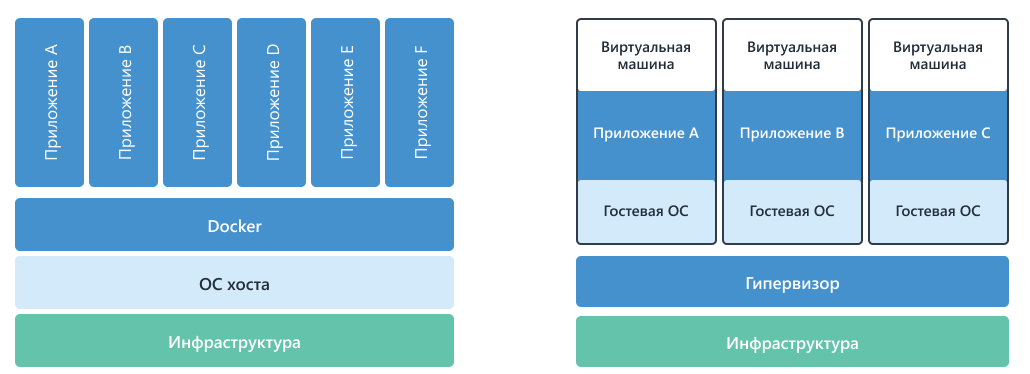 Приложение A
Приложение B
Приложение C
Приложение D
Приложение E
Приложение F
Docker
ОС хоста
Инфраструктура
Виртуальная
машина
Виртуальная
машина
Виртуальная
машина
Приложение A
Приложение B
Приложение C
Гостевая ОС
Гостевая ОС
Гостевая ОС
Гипервизор
Инфраструктура